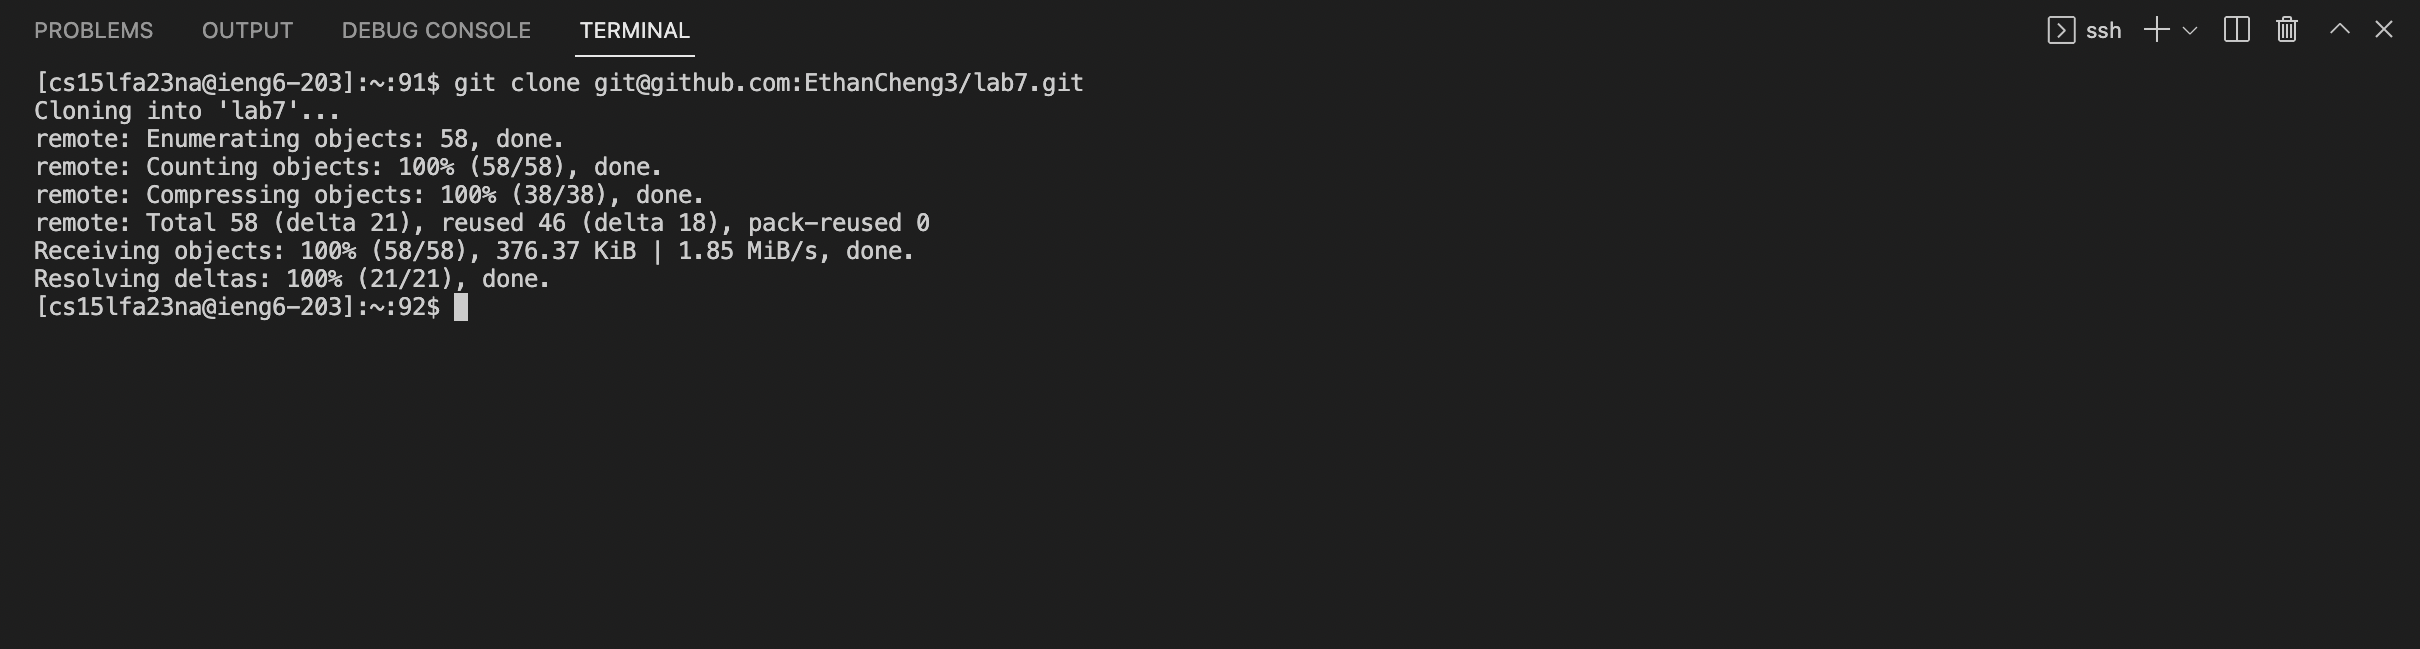 PROBLEMS OUTPUT DEBUG CONSOLE TERMINAL ssh
[cs15lfa23na@ieng6-203]:~:91$ git clone git@github.com:EthanCheng3/lab7.git
Cloning into 'lab7'...
remote: Enumerating objects: 58, done.
remote: Counting objects: 100% (58/58), done.
remote: Compressing objects: 100% (38/38), done.
remote: Total 58 (delta 21), reused 46 (delta 18), pack-reused 0
Receiving objects: 100% (58/58), 376.37 KiB | 1.85 MiB/s, done.
Resolving deltas: 100% (21/21), done.
[cs15lfa23na@ieng6-203]:~:92$